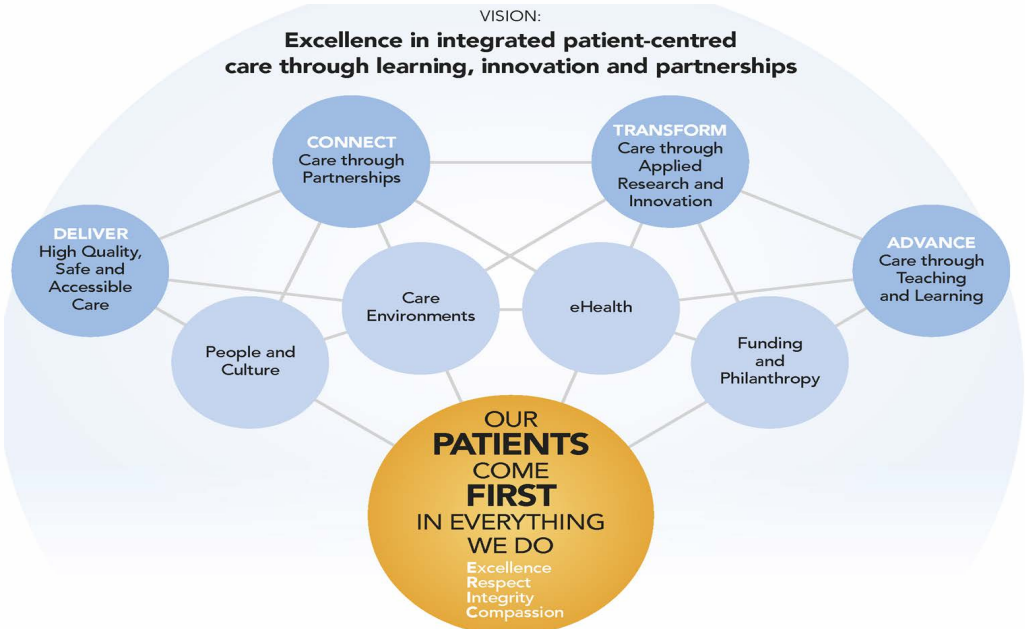 VISION:
Excellence in integrated patient-centred
care through learning, innovation and partnerships
CONNECT
Care through
Partnerships
TRANSFORM
Care through
Applied
Research and
Innovation
DELIVER
High Quality,
Safe and
Accessible
Care
ADVANCE
Care through
Teaching
and Learning
People and
Culture
Care
Environments
eHealth
Funding
and
Philanthropy
OUR
PATIENTS
COME
FIRST
IN EVERYTHING
WE DO
Excellence
Respect
Integrity
Compassion